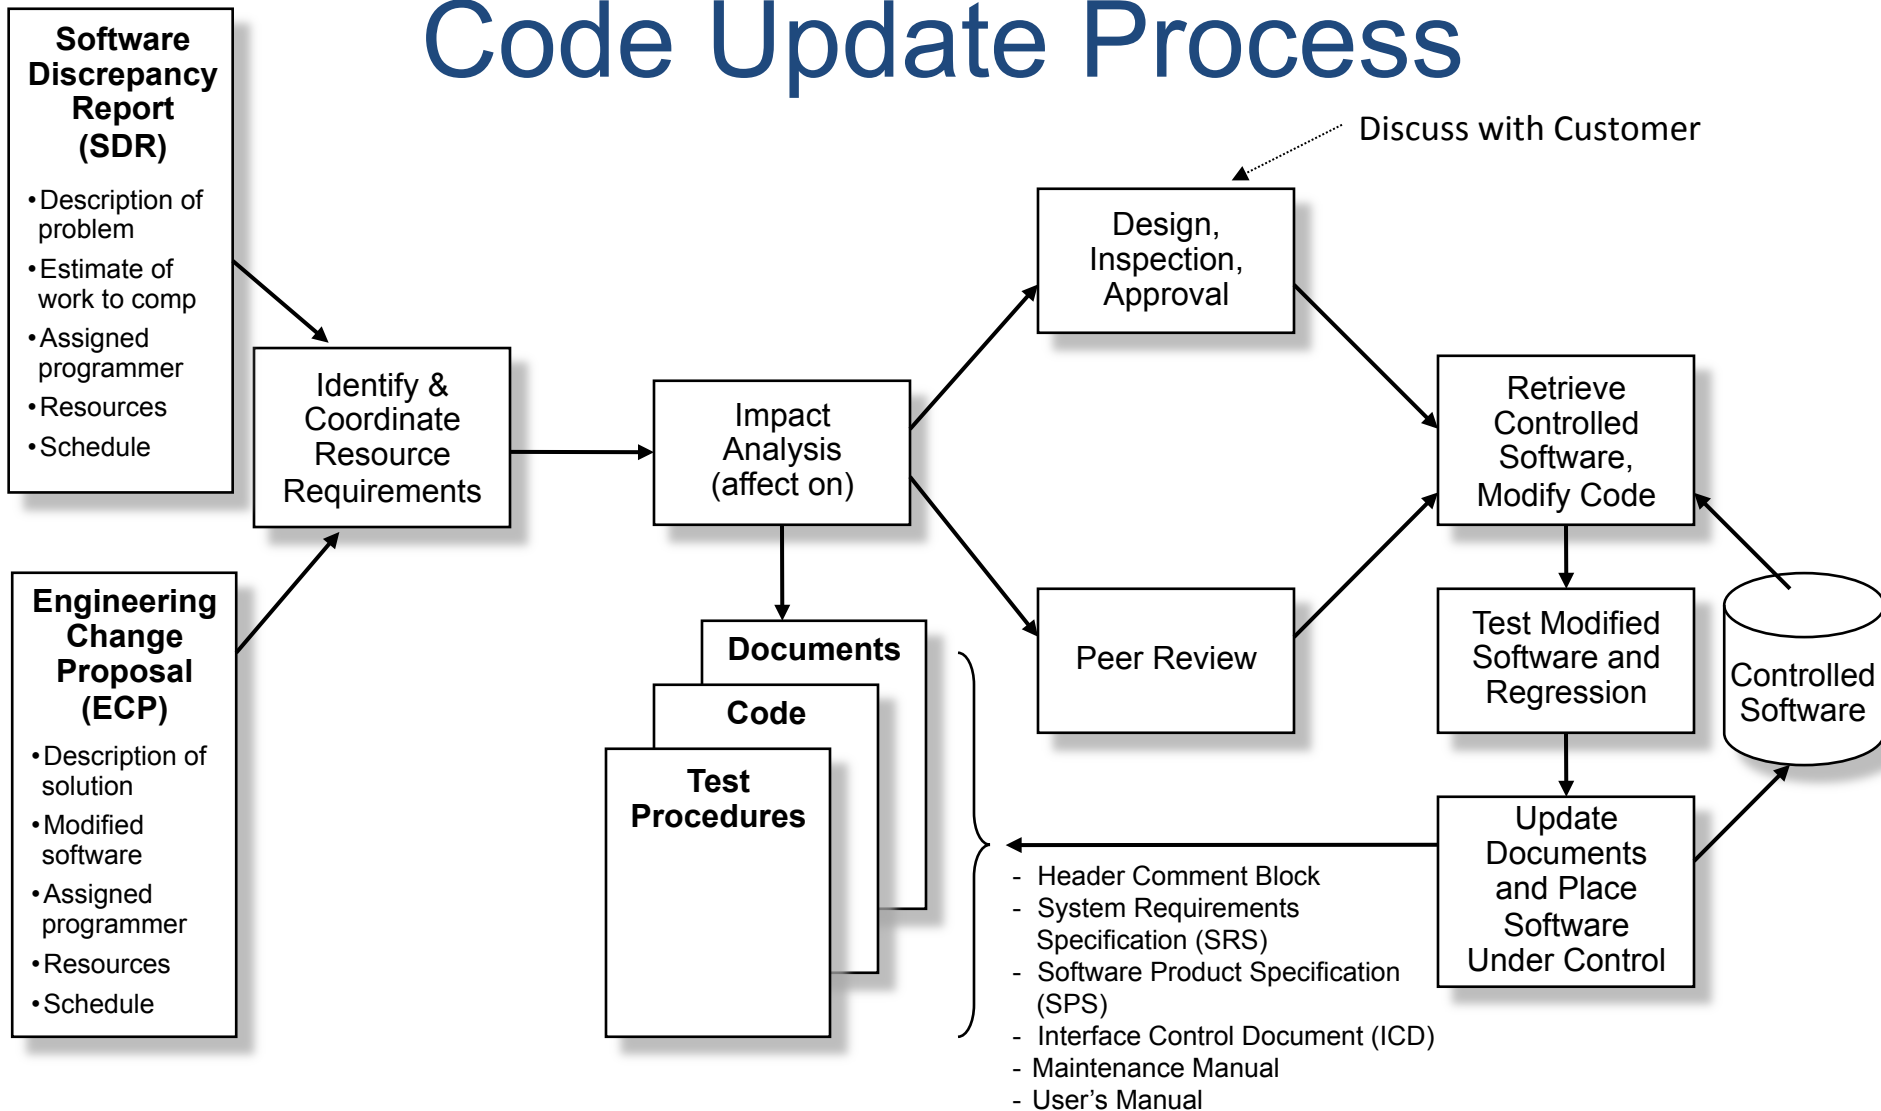 Code Update Process
Software
Discrepancy
Report
(SDR)
•Description of
problem
•Estimate of
work to comp
•Assigned
programmer
•Resources
•Schedule
Engineering
Change
Proposal
(ECP)
•Description of
solution
•Modified
software
•Assigned
programmer
•Resources
•Schedule
Identify &
Coordinate
Resource
Requirements
Impact
Analysis
(affect on)
Documents
Code
Test
Procedures
Discuss with Customer
Design,
Inspection,
Approval
Peer Review
Retrieve
Controlled
Software,
Modify Code
Test Modified
Software and
Regression
Controlled
Software
Update
Documents
and Place
Software
Under Control
- Header Comment Block
- System Requirements
Specification (SRS)
- Software Product Specification
(SPS)
- Interface Control Document (ICD)
- Maintenance Manual
- User’s Manual